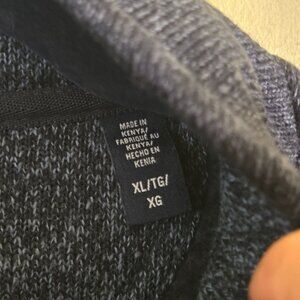 MADE IN
KENYA/
FABRIQUÉ AU
KENYA/
HECHO EN
KENIA
XL/TG/
XG